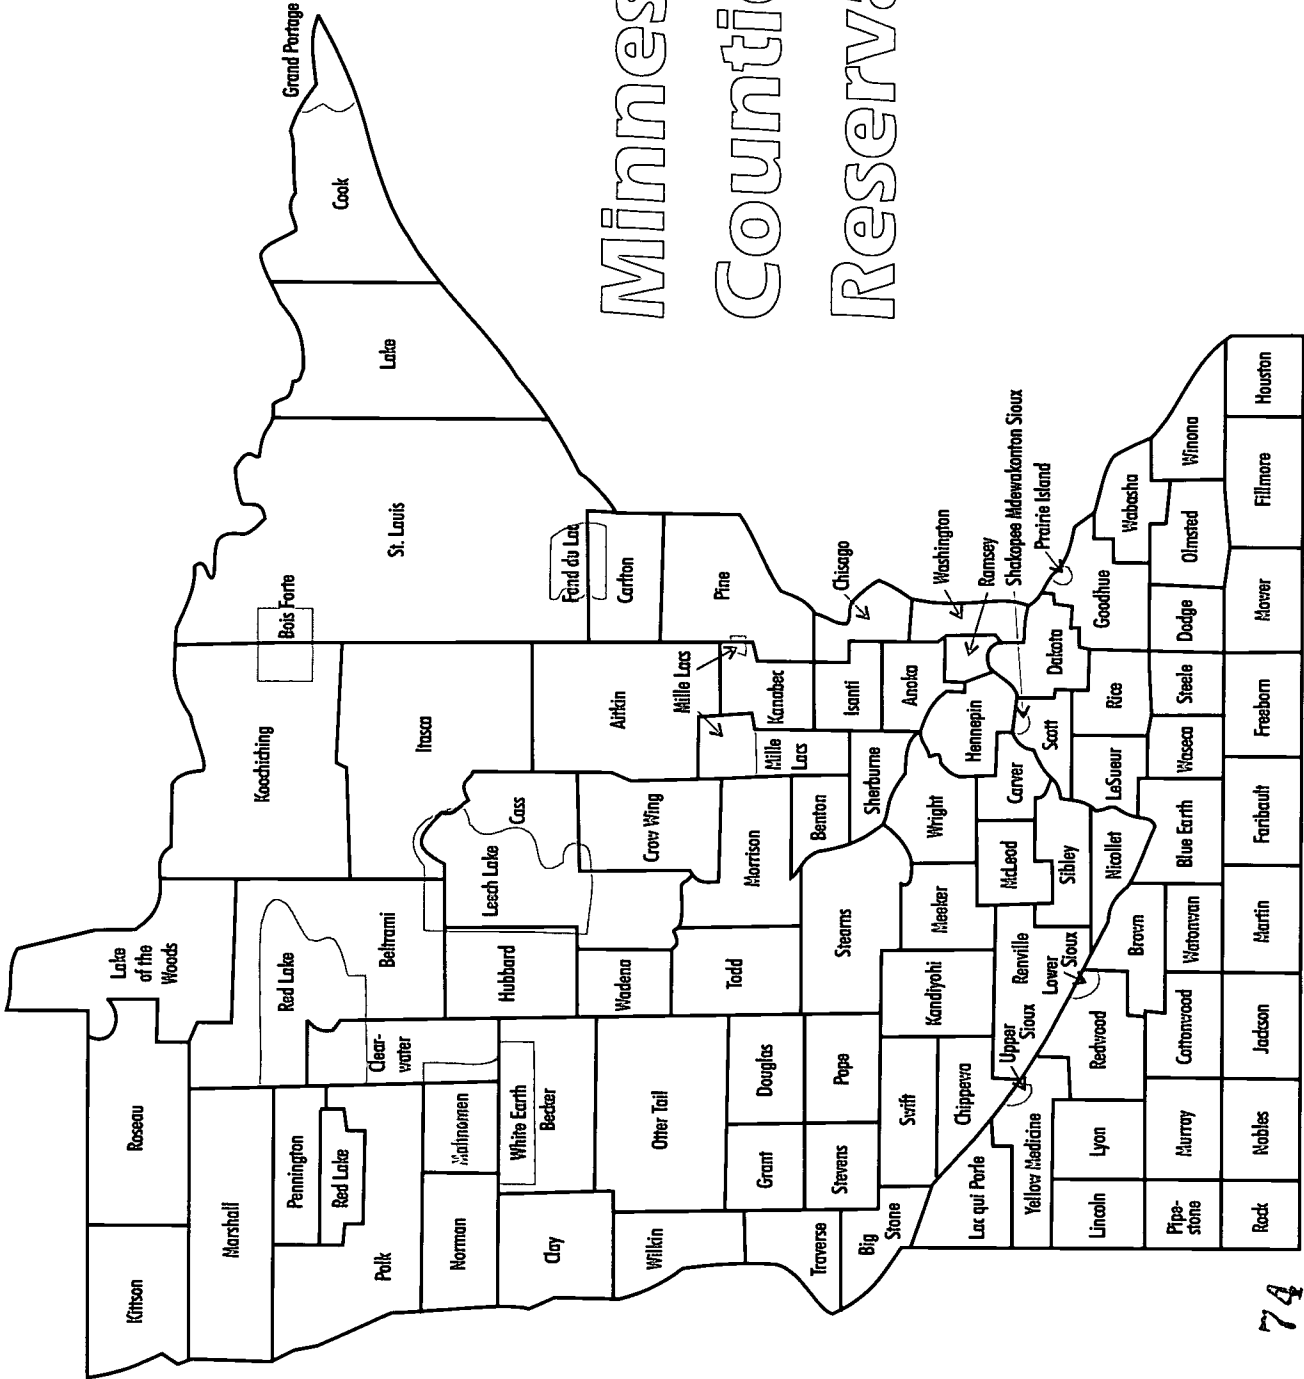 Minnes
Counti
Reserv
Kittson
Roseau
Lake
of the
Woods
Marshall
Koochiching
Red Lake
Pennington
Red Lake
Bois Forte
Grand Portage
Cook
Lake
St. Louis
Polk
Clear-
water
Beltrami
Itasca
Norman
Mahnomen
Leech Lake
Cass
Hubbard
White Earth
Becker
Clay
Fond du Lac
Carlton
Aitkin
Wadena
Crow Wing
Otter Tail
Wilkin
Mille Lacs
Pine
Todd
Morrison
Kanabec
Mille
Lacs
Grant
Douglas
Benton
Isanti
Chisago
Traverse
Stevens
Pope
Stearns
Sherburne
Anoka
Washington
Big
Stone
Swift
Kandiyohi
Meeker
Wright
Hennepin
Ramsey
Chippewa
Lac qui Parle
Renville
McLeod
Carver
Shakopee Mdewakonton Sioux
Prairie Island
Upper
Sioux
Lower
Sioux
Sibley
Scott
Dakota
Yellow Medicine
Lincoln
Lyon
Redwood
Nicollet
LeSueur
Rice
Goodhue
Wabasha
Brown
Pipe-
stone
Murray
Cottonwood
Watonwan
Blue Earth
Waseca
Steele
Dodge
Olmsted
Winona
Rock
Nobles
Jackson
Martin
Faribault
Freeborn
Mower
Fillmore
Houston